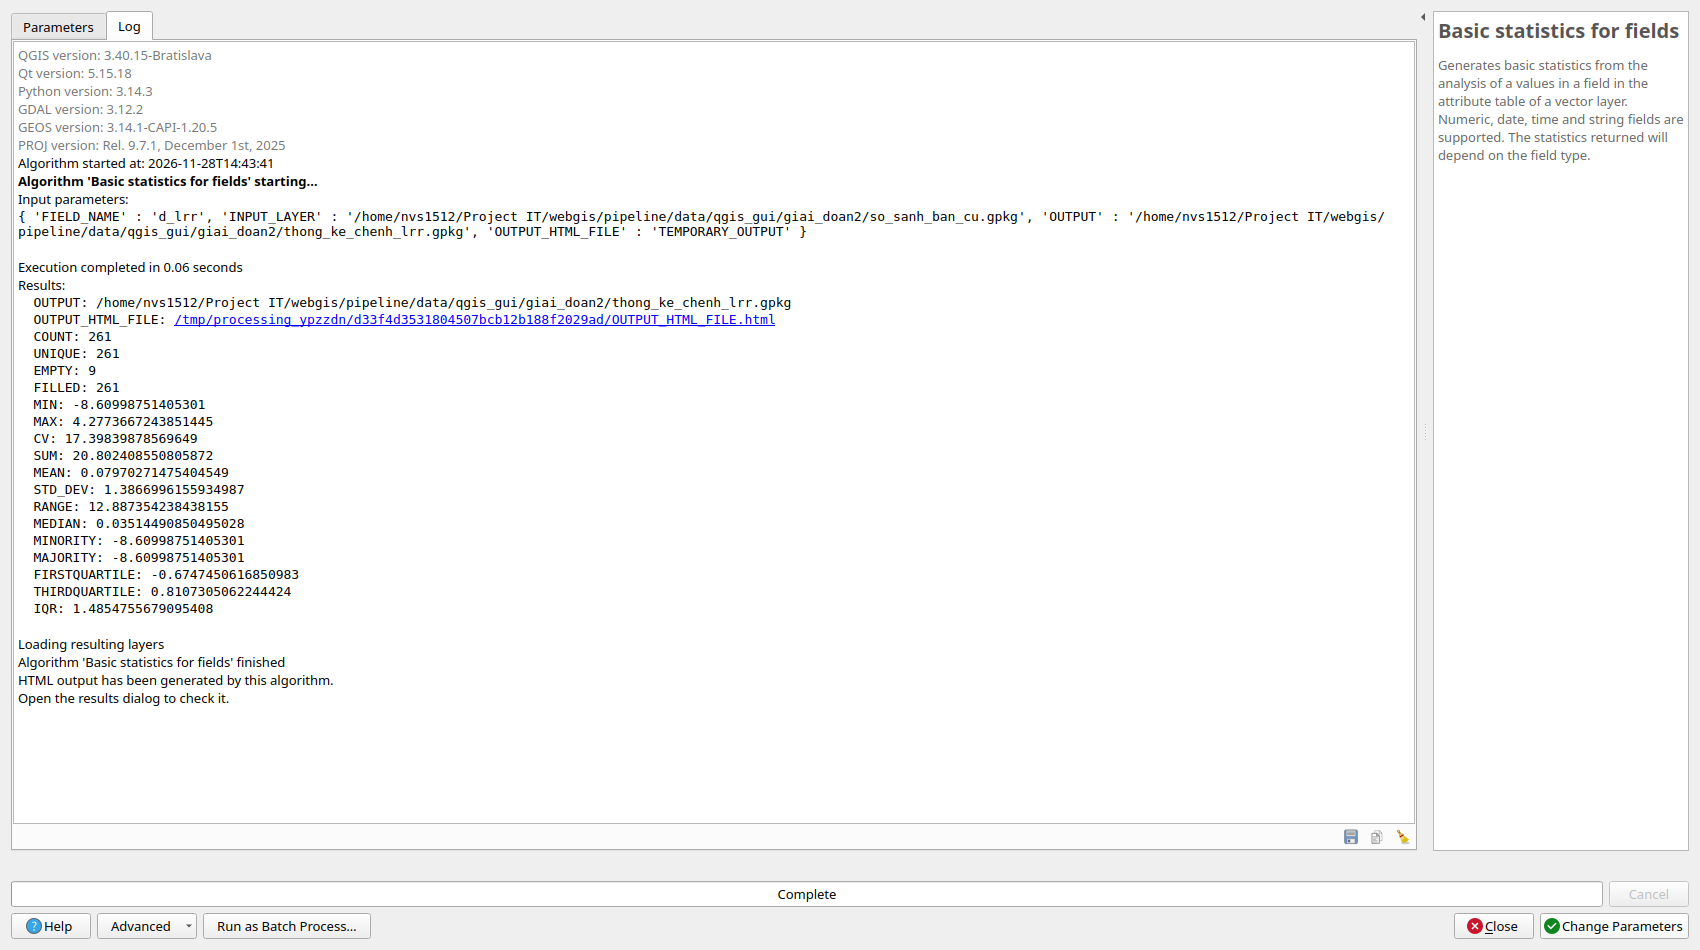 Parameters
Log
QGIS version: 3.40.15-Bratislava
Qt version: 5.15.18
Python version: 3.14.3
GDAL version: 3.12.2
GEOS version: 3.14.1-CAPI-1.20.5
PROJ version: Rel. 9.7.1, December 1st, 2025
Algorithm started at: 2026-11-28T14:43:41
Algorithm 'Basic statistics for fields' starting…
Input parameters:
{ 'FIELD_NAME' : 'd_lrr', 'INPUT_LAYER' : '/home/nvs1512/Project IT/webgis/pipeline/data/qgis_gui/giai_doan2/so_sanh_ban_cu.gpkg', 'OUTPUT' : '/home/nvs1512/Project IT/webgis/
pipeline/data/qgis_gui/giai_doan2/thong_ke_chenh_lrr.gpkg', 'OUTPUT_HTML_FILE' : 'TEMPORARY_OUTPUT' }
Execution completed in 0.06 seconds
Results:
OUTPUT: /home/nvs1512/Project IT/webgis/pipeline/data/qgis_gui/giai_doan2/thong_ke_chenh_lrr.gpkg
OUTPUT_HTML_FILE: /tmp/processing_ypzzdn/d33f4d3531804507bcb12b188f2029ad/OUTPUT_HTML_FILE.html
COUNT: 261
UNIQUE: 261
EMPTY: 9
FILLED: 261
MIN: -8.60998751405301
MAX: 4.2773667243851445
CV: 17.39839878569649
SUM: 20.802408550805872
MEAN: 0.07970271475404549
STD_DEV: 1.3866996155934987
RANGE: 12.887354238438155
MEDIAN: 0.03514490850495028
MINORITY: -8.60998751405301
MAJORITY: -8.60998751405301
FIRSTQUARTILE: -0.6747450616850983
THIRDQUARTILE: 0.8107305062244424
IQR: 1.4854755679095408
Loading resulting layers
Algorithm 'Basic statistics for fields' finished
HTML output has been generated by this algorithm.
Open the results dialog to check it.
Basic statistics for fields
Generates basic statistics from the
analysis of a values in a field in the
attribute table of a vector layer.
Numeric, date, time and string fields are
supported. The statistics returned will
depend on the field type.
Complete
Cancel
Help
Advanced
Run as Batch Process…
Close
Change Parameters